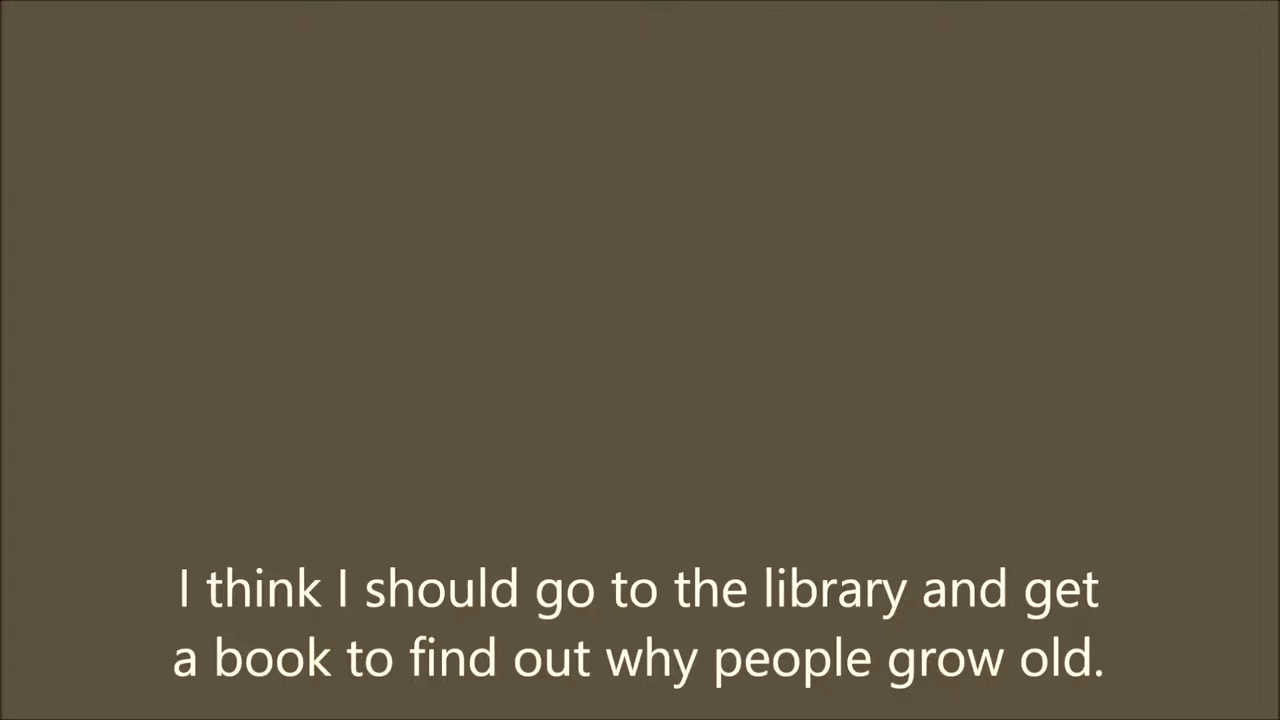 I think I should go to the library and get
a book to find out why people grow old.